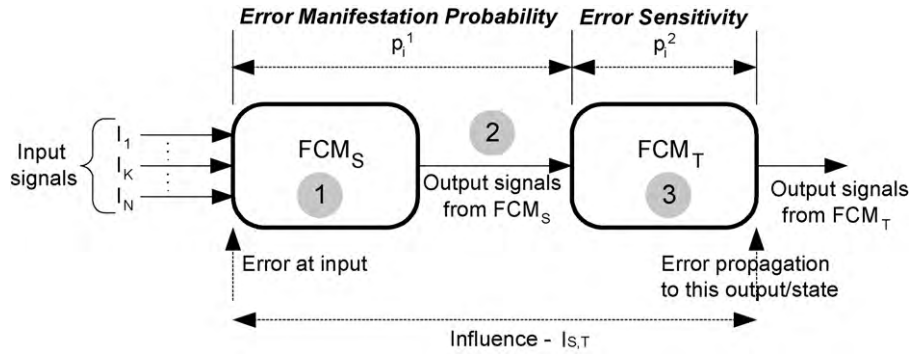 Error Manifestation Probability
Error Sensitivity
p_i^1
p_i^2
Input
signals
I_1
I_K
I_N
FCM_S
1
2
Output signals
from FCM_S
FCM_T
3
Output signals
from FCM_T
Error at input
Error propagation
to this output/state
Influence - I_S,T